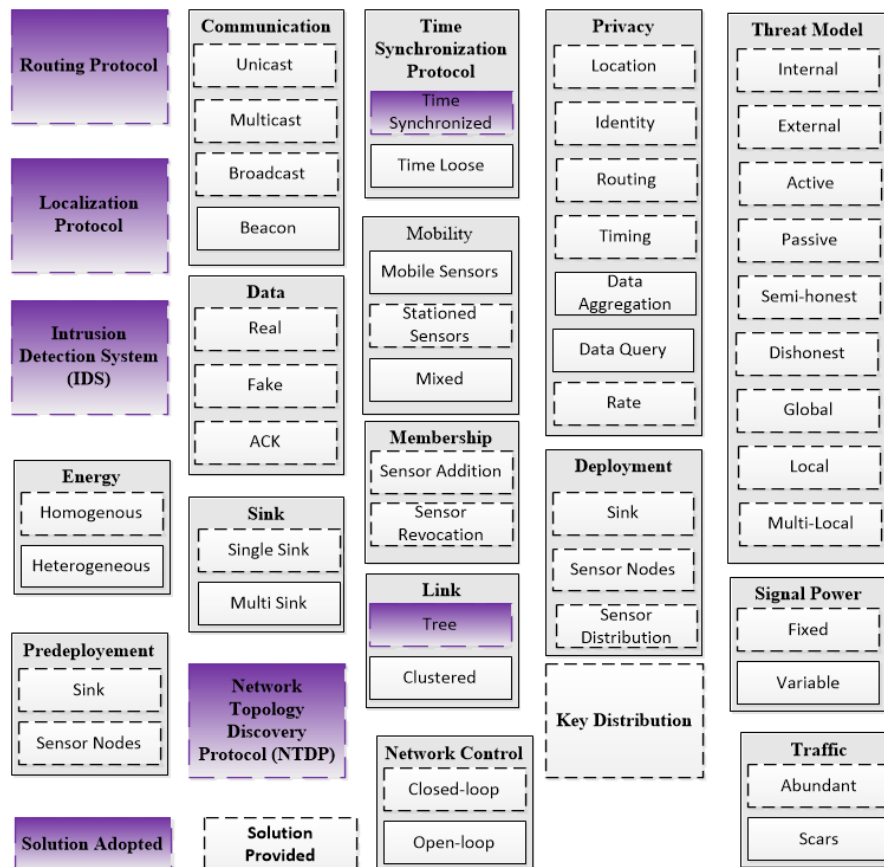 Routing Protocol
Localization
Protocol
Intrusion
Detection System
(IDS)
Energy
Homogenous
Heterogeneous
Predeployement
Sink
Sensor Nodes
Solution Adopted
Communication
Unicast
Multicast
Broadcast
Beacon
Data
Real
Fake
ACK
Sink
Single Sink
Multi Sink
Network
Topology
Discovery
Protocol (NTDP)
Solution
Provided
Time
Synchronization
Protocol
Time
Synchronized
Time Loose
Mobility
Mobile Sensors
Stationed
Sensors
Mixed
Membership
Sensor Addition
Sensor
Revocation
Link
Tree
Clustered
Network Control
Closed-loop
Open-loop
Privacy
Location
Identity
Routing
Timing
Data
Aggregation
Data Query
Rate
Deployment
Sink
Sensor Nodes
Sensor
Distribution
Key Distribution
Threat Model
Internal
External
Active
Passive
Semi-honest
Dishonest
Global
Local
Multi-Local
Signal Power
Fixed
Variable
Traffic
Abundant
Scars